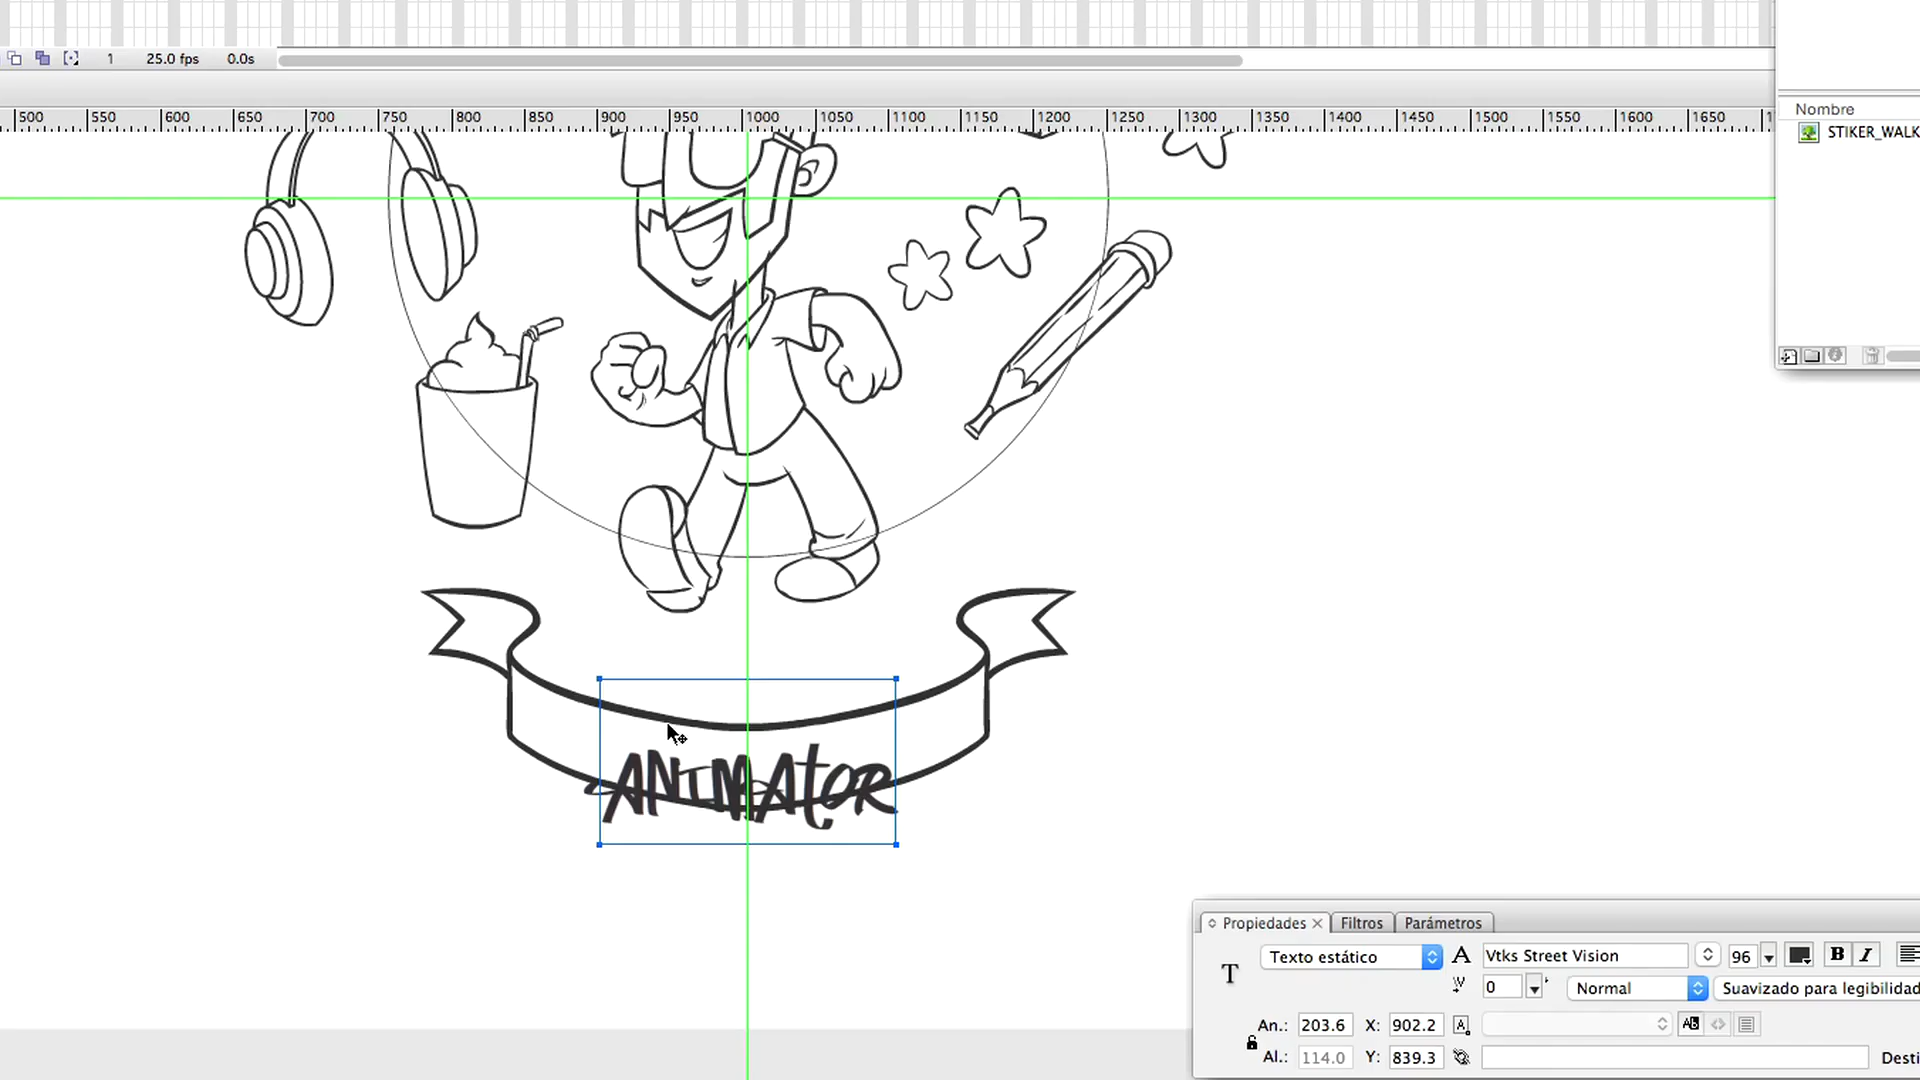 1 25.0 fps 0.0s
500 550 600 650 700 750 800 850 900 950 1000 1050 1100 1150 1200 1250 1300 1350 1400 1450 1500 1550 1600 1650
Nombre
STIKER_WALK
ANIMAtOR
Propiedades Filtros Parámetros
T Texto estático A Vtks Street Vision 96 B I
0 Normal Suavizado para legibilidad
An.: 203.6 X: 902.2 A AB
Al.: 114.0 Y: 839.3 Desti